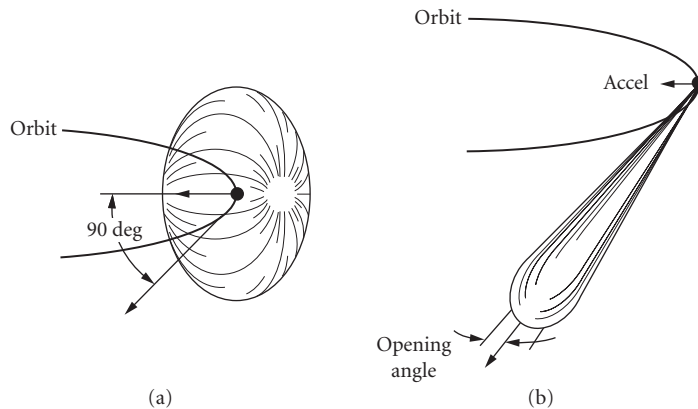 Orbit
90 deg
(a)
Orbit
Accel
Opening
angle
(b)